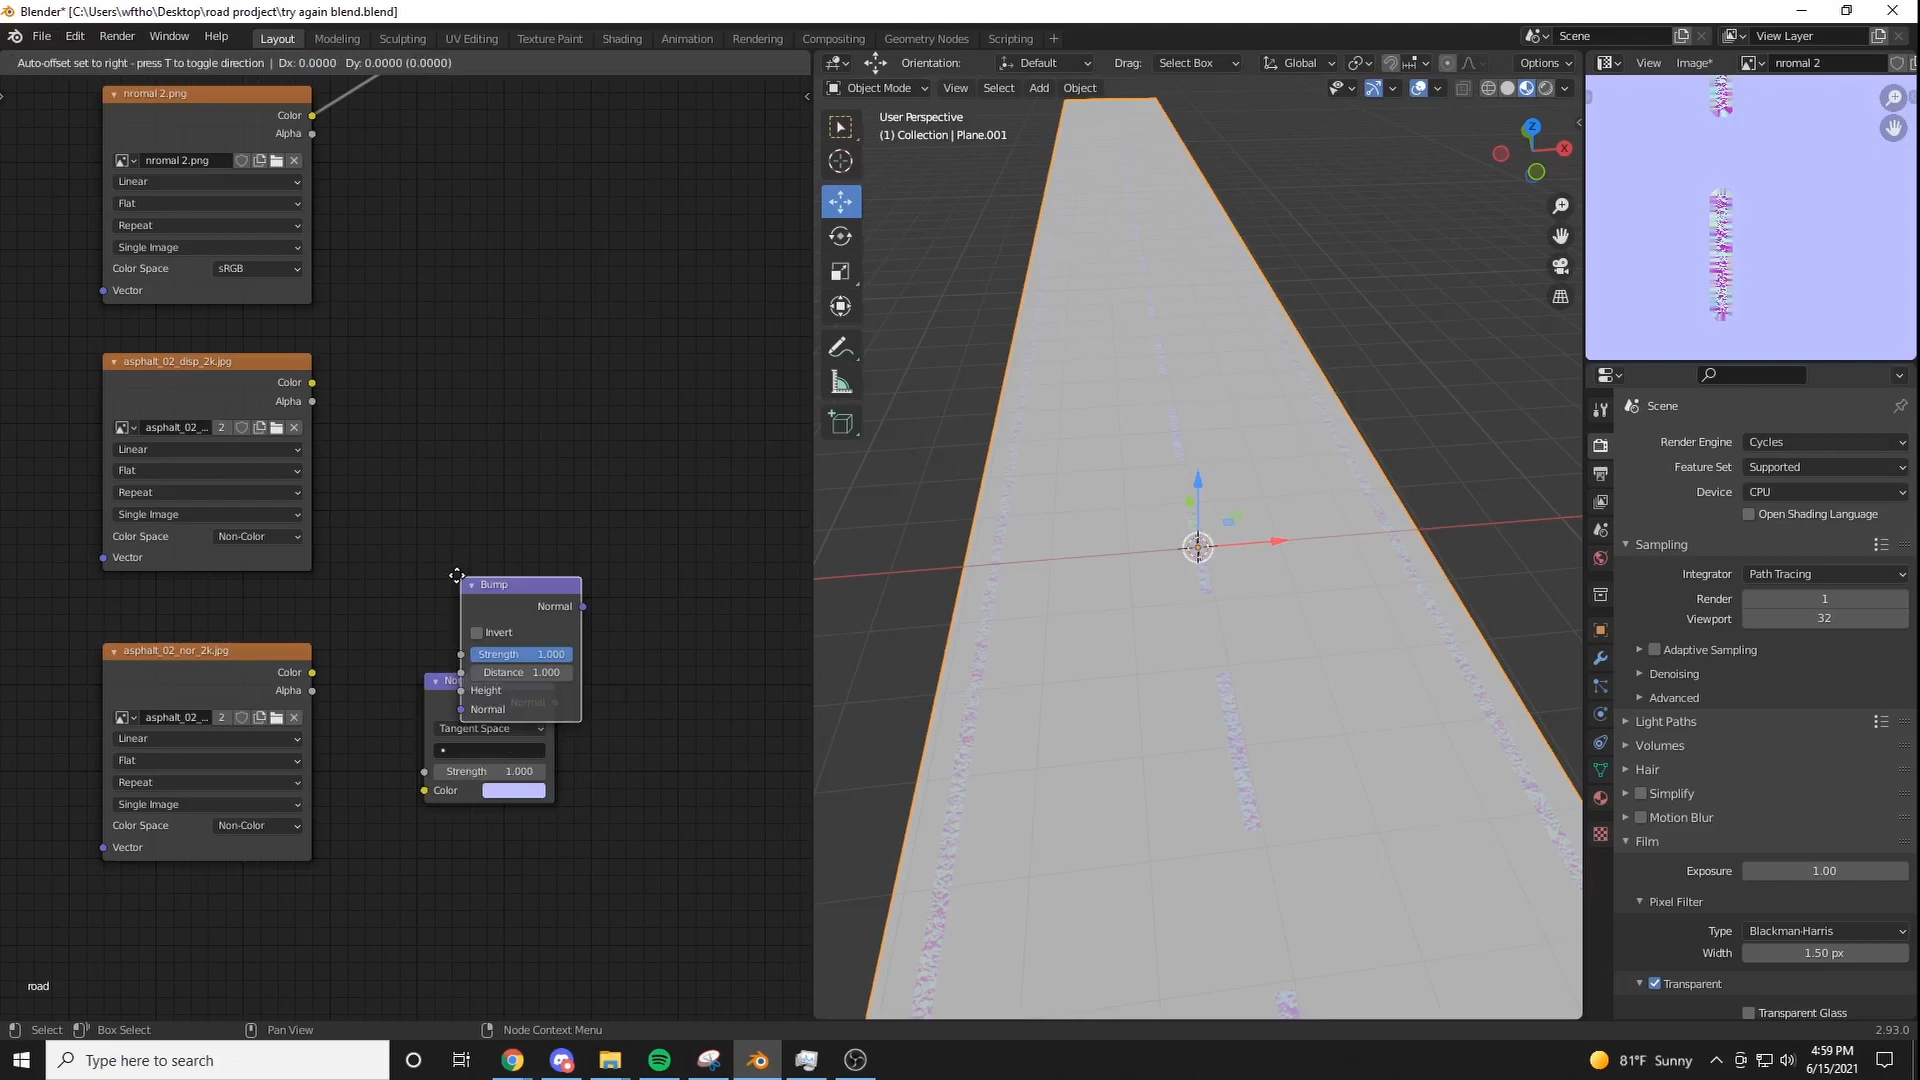 Blender* [C:\Users\wftho\Desktop\road prodject\try again blend.blend]
File Edit Render Window Help Layout Modeling Sculpting UV Editing Texture Paint Shading Animation Rendering Compositing Geometry Nodes Scripting + Scene View Layer
Auto-offset set to right - press T to toggle direction | Dx: 0.0000 Dy: 0.0000 (0.0000)
Orientation: Default Drag: Select Box Global Options View Image* nromal 2
Object Mode View Select Add Object
User Perspective
(1) Collection | Plane.001
Z
X
nromal 2.png
Color
Alpha
nromal 2.png
Linear
Flat
Repeat
Single Image
Color Space sRGB
Vector
asphalt_02_disp_2k.jpg
Color
Alpha
asphalt_02_... 2
Linear
Flat
Repeat
Single Image
Color Space Non-Color
Vector
asphalt_02_nor_2k.jpg
Color
Alpha
asphalt_02_... 2
Linear
Flat
Repeat
Single Image
Color Space Non-Color
Vector
Bump
Normal
Invert
Strength 1.000
Distance 1.000
Height
Normal
Normal
Tangent Space
Strength 1.000
Color
road
Scene
Render Engine Cycles
Feature Set Supported
Device CPU
Open Shading Language
Sampling
Integrator Path Tracing
Render 1
Viewport 32
Adaptive Sampling
Denoising
Advanced
Light Paths
Volumes
Hair
Simplify
Motion Blur
Film
Exposure 1.00
Pixel Filter
Type Blackman-Harris
Width 1.50 px
Transparent
Transparent Glass
Select Box Select Pan View Node Context Menu 2.93.0
Type here to search
81°F Sunny
4:59 PM
6/15/2021